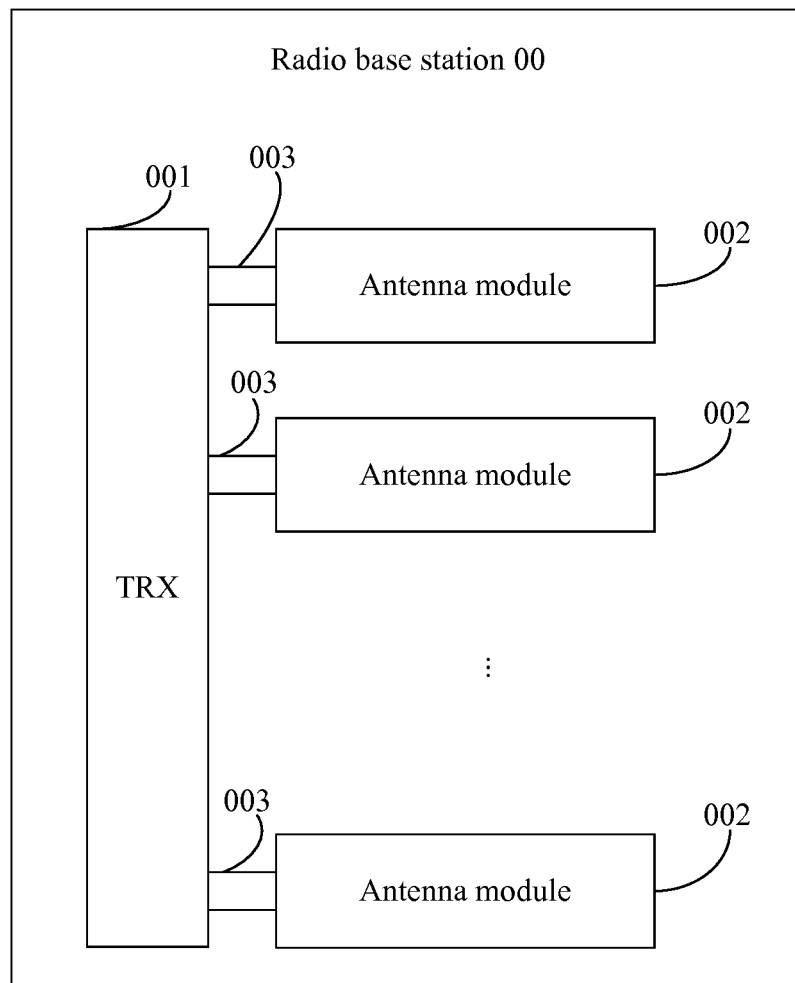 Radio base station 00
003
001
002
Antenna module
003
002
Antenna module
TRX
⋮
003
002
Antenna module